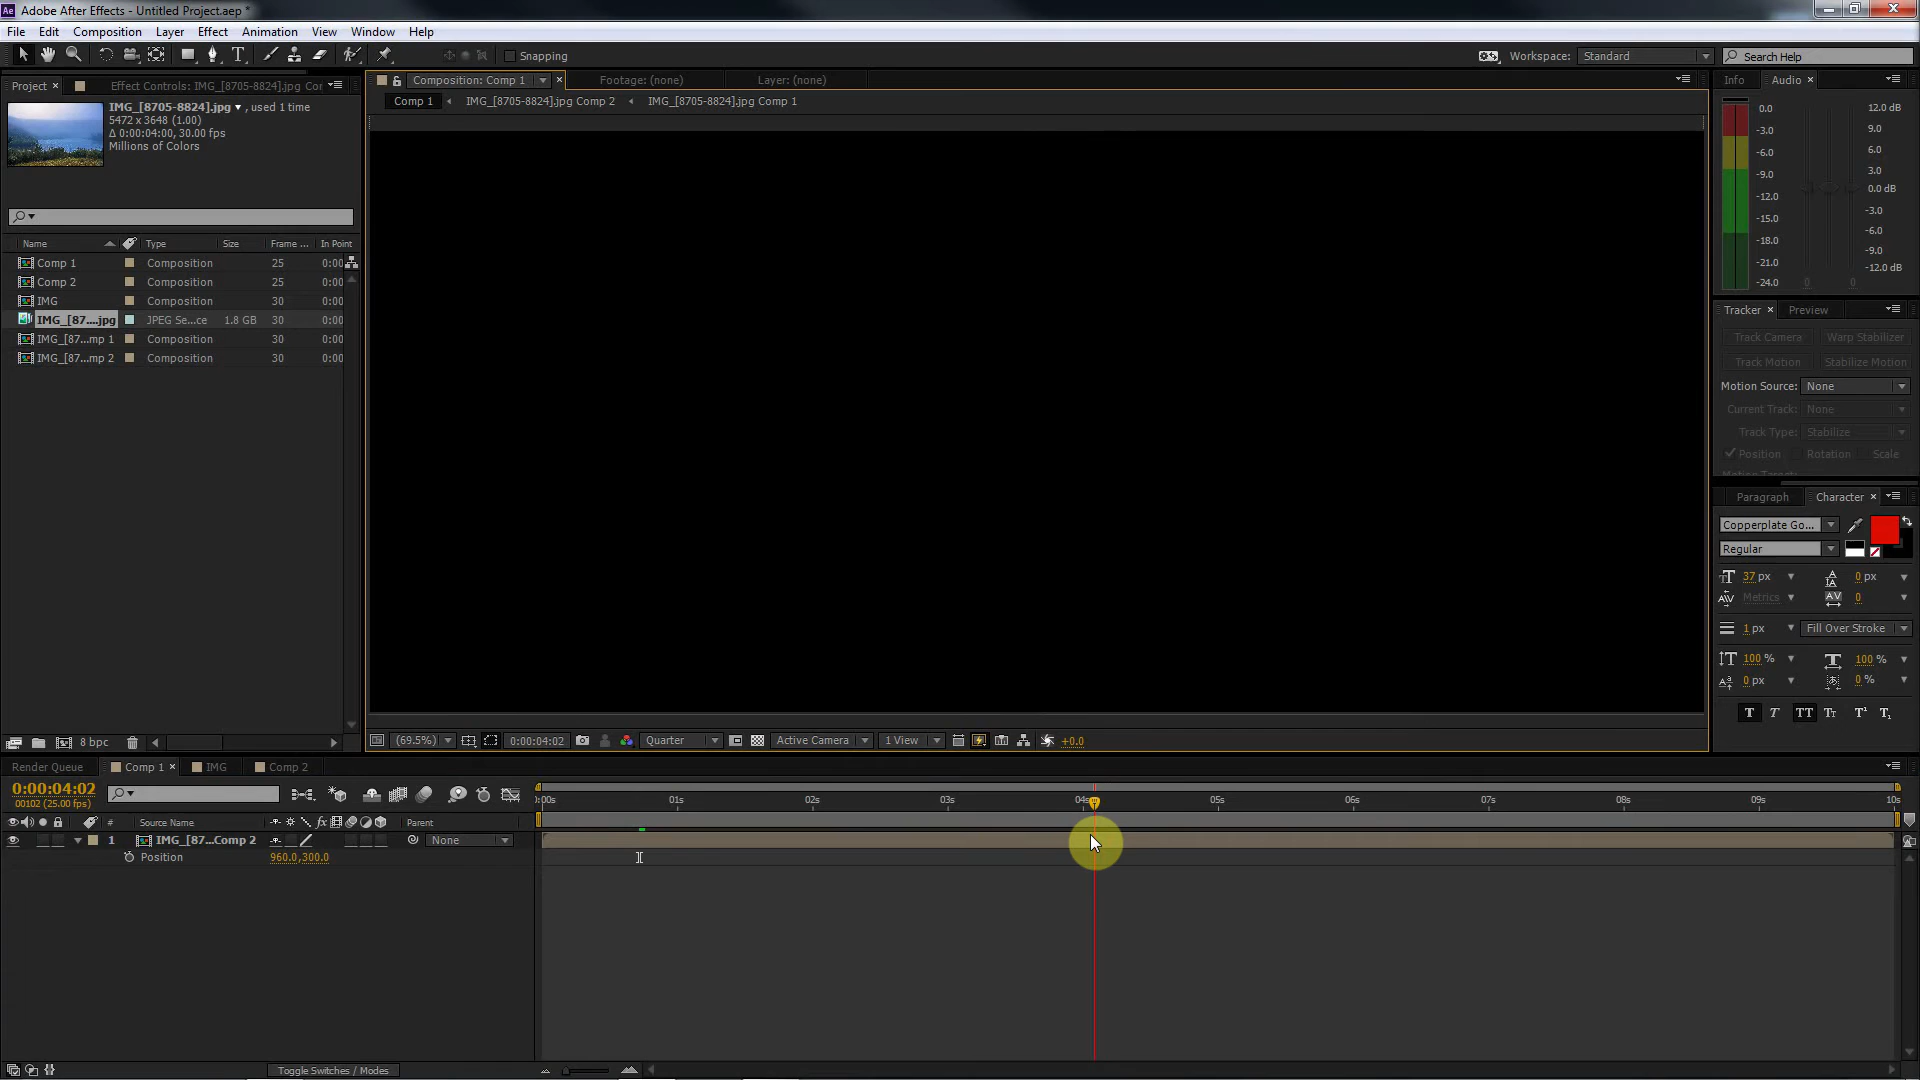 Adobe After Effects - Untitled Project.aep *
File Edit Composition Layer Effect Animation View Window Help
Snapping
Workspace: Standard
Search Help
Project
Effect Controls: IMG_[8705-8824].jpg Cor
IMG_[8705-8824].jpg , used 1 time
5472 x 3648 (1.00)
Δ 0:00:04:00, 30.00 fps
Millions of Colors
Name Type Size Frame ... In Point
Comp 1 Composition 25 0:00
Comp 2 Composition 25 0:00
IMG Composition 30 0:00
IMG_[87....jpg JPEG Se...ce 1.8 GB 30 0:00
IMG_[87...mp 1 Composition 30 0:00
IMG_[87...mp 2 Composition 30 0:00
8 bpc
Composition: Comp 1
Footage: (none)
Layer: (none)
Comp 1 IMG_[8705-8824].jpg Comp 2 IMG_[8705-8824].jpg Comp 1
(69.5%) 0:00:04:02 Quarter Active Camera 1 View +0.0
Info Audio
0.0 12.0 dB
-3.0 9.0
-6.0 6.0
-9.0 3.0
-12.0 0.0 dB
-15.0 -3.0
-18.0 -6.0
-21.0 -9.0
-24.0 -12.0 dB
0 0
Tracker Preview
Track Camera Warp Stabilizer
Track Motion Stabilize Motion
Motion Source: None
Current Track: None
Track Type: Stabilize
Position Rotation Scale
Paragraph Character
Copperplate Go...
Regular
37 px 0 px
Metrics 0
1 px Fill Over Stroke
100 % 100 %
0 px 0 %
Render Queue Comp 1 IMG Comp 2
0:00:04:02
00102 (25.00 fps)
# Source Name Parent
1 IMG_[87...Comp 2 None
Position 960.0,300.0
:00s 01s 02s 03s 04s 05s 06s 07s 08s 09s 10s
Toggle Switches / Modes